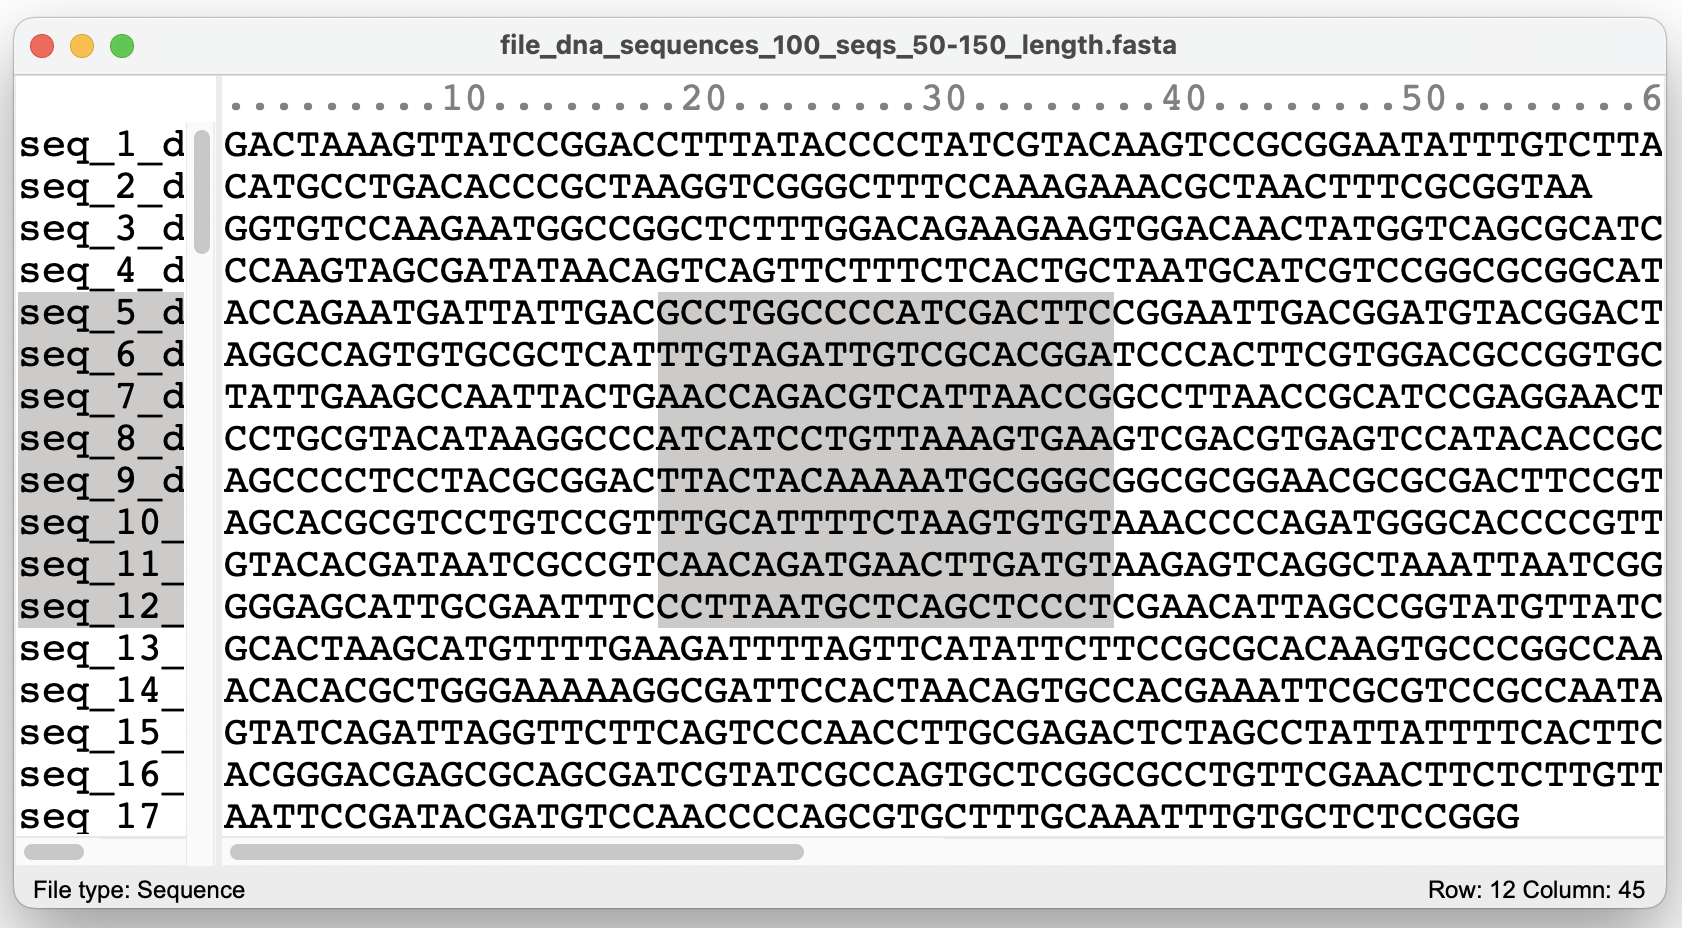 file_dna_sequences_100_seqs_50-150_length.fasta
.........10........20........30........40........50........6
seq_1_d GACTAAAGTTATCCGGACCTTTATACCCCTATCGTACAAGTCCGCGGAATATTTGTCTTA
seq_2_d CATGCCTGACACCCGCTAAGGTCGGGCTTTCCAAAGAAACGCTAACTTTCGCGGTAA
seq_3_d GGTGTCCAAGAATGGCCGGCTCTTTGGACAGAAGAAGTGGACAACTATGGTCAGCGCATC
seq_4_d CCAAGTAGCGATATAACAGTCAGTTCTTTCTCACTGCTAATGCATCGTCCGGCGCGGCAT
seq_5_d ACCAGAATGATTATTGACGCCTGGCCCCATCGACTTCCGGAATTGACGGATGTACGGACT
seq_6_d AGGCCAGTGTGCGCTCATTTGTAGATTGTCGCACGGATCCCACTTCGTGGACGCCGGTGC
seq_7_d TATTGAAGCCAATTACTGAACCAGACGTCATTAACCGGCCTTAACCGCATCCGAGGAACT
seq_8_d CCTGCGTACATAAGGCCCATCATCCTGTTAAAGTGAAGTCGACGTGAGTCCATACACCGC
seq_9_d AGCCCCTCCTACGCGGACTTACTACAAAAATGCGGGCGGCGCGGAACGCGCGACTTCCGT
seq_10_ AGCACGCGTCCTGTCCGTTTGCATTTTCTAAGTGTGTAAACCCCAGATGGGCACCCCGTT
seq_11_ GTACACGATAATCGCCGTCAACAGATGAACTTGATGTAAGAGTCAGGCTAAATTAATCGG
seq_12_ GGGAGCATTGCGAATTTCCCTTAATGCTCAGCTCCCTCGAACATTAGCCGGTATGTTATC
seq_13_ GCACTAAGCATGTTTTGAAGATTTTAGTTCATATTCTTCCGCGCACAAGTGCCCGGCCAA
seq_14_ ACACACGCTGGGAAAAAGGCGATTCCACTAACAGTGCCACGAAATTCGCGTCCGCCAATA
seq_15_ GTATCAGATTAGGTTCTTCAGTCCCAACCTTGCGAGACTCTAGCCTATTATTTTCACTTC
seq_16_ ACGGGACGAGCGCAGCGATCGTATCGCCAGTGCTCGGCGCCTGTTCGAACTTCTCTTGTT
seq_17 AATTCCGATACGATGTCCAACCCCAGCGTGCTTTGCAAATTTGTGCTCTCCGGG
File type: Sequence
Row: 12 Column: 45